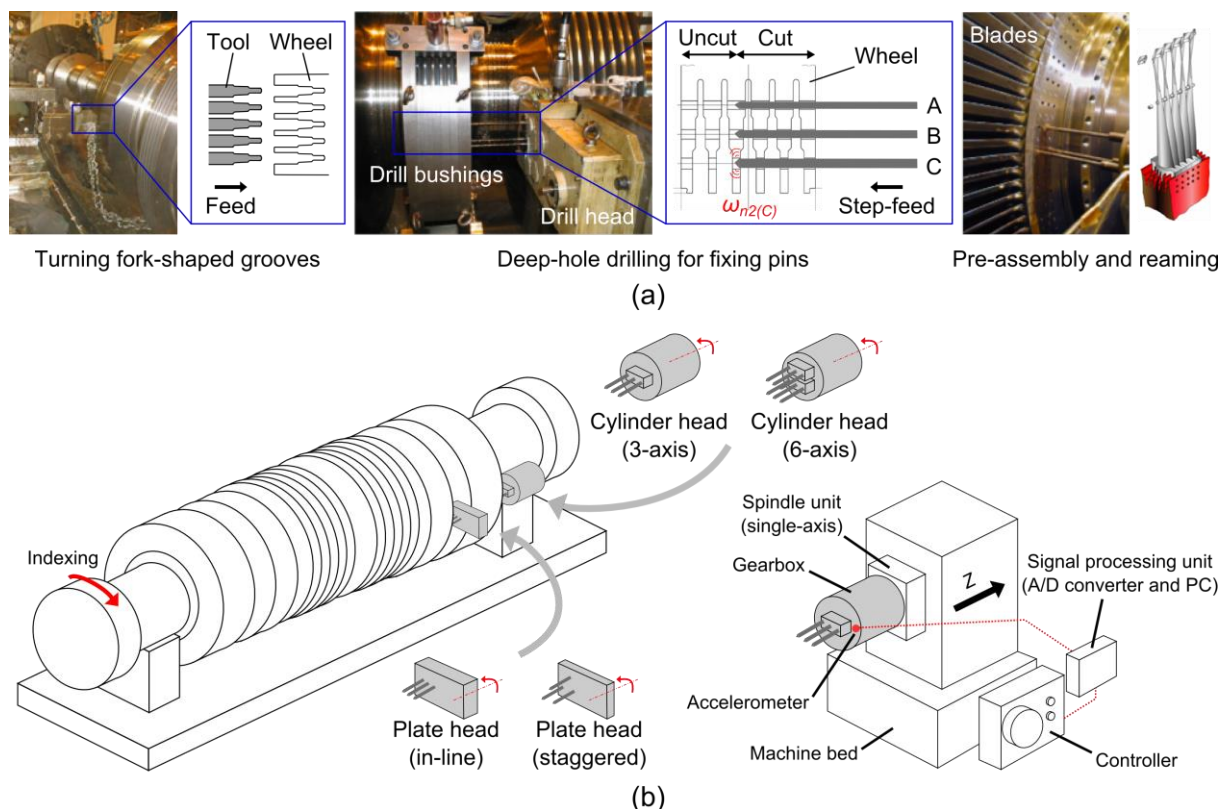 Tool Wheel
Feed
Drill bushings
Drill head
Uncut Cut
Wheel
A
B
C
ωn2(C)
Step-feed
Blades
Turning fork-shaped grooves
Deep-hole drilling for fixing pins
Pre-assembly and reaming
(a)
Cylinder head
(3-axis)
Cylinder head
(6-axis)
Indexing
Plate head
(in-line)
Plate head
(staggered)
Spindle unit
(single-axis)
Gearbox
Z
Signal processing unit
(A/D converter and PC)
Accelerometer
Machine bed
Controller
(b)